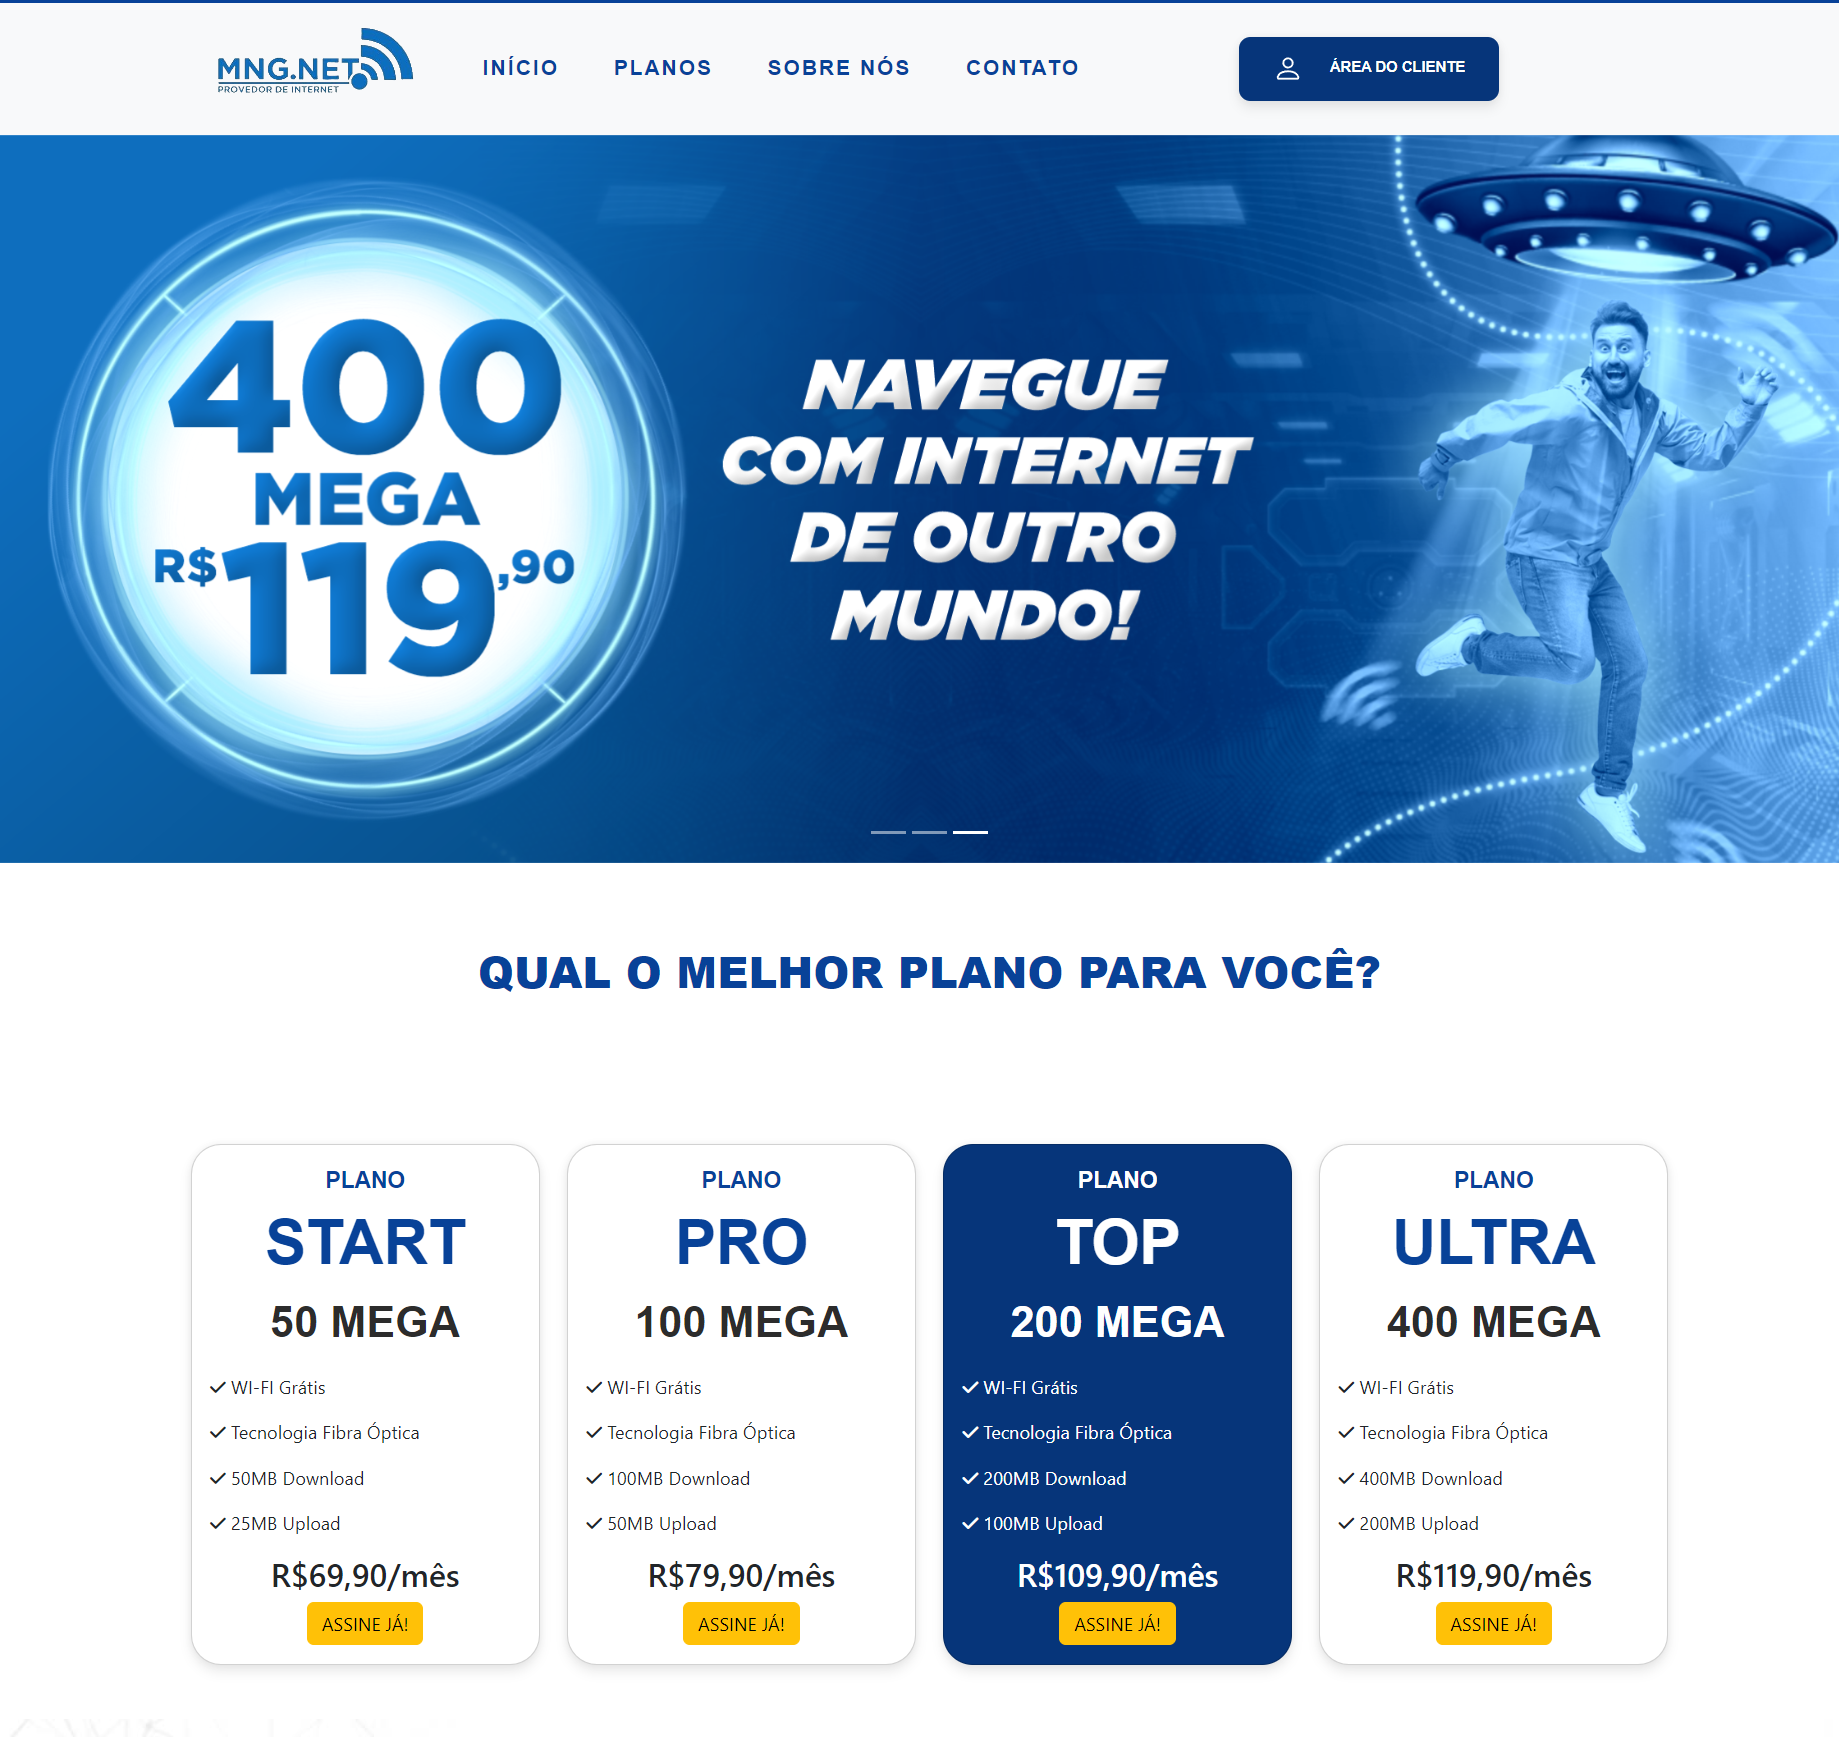 MNG.NET
PROVEDOR DE INTERNET
INÍCIO
PLANOS
SOBRE NÓS
CONTATO
ÁREA DO CLIENTE
400
MEGA
R$119,90
NAVEGUE
COM INTERNET
DE OUTRO
MUNDO!
QUAL O MELHOR PLANO PARA VOCÊ?
PLANO
START
50 MEGA
WI-FI Grátis
Tecnologia Fibra Óptica
50MB Download
25MB Upload
R$69,90/mês
ASSINE JÁ!
PLANO
PRO
100 MEGA
WI-FI Grátis
Tecnologia Fibra Óptica
100MB Download
50MB Upload
R$79,90/mês
ASSINE JÁ!
PLANO
TOP
200 MEGA
WI-FI Grátis
Tecnologia Fibra Óptica
200MB Download
100MB Upload
R$109,90/mês
ASSINE JÁ!
PLANO
ULTRA
400 MEGA
WI-FI Grátis
Tecnologia Fibra Óptica
400MB Download
200MB Upload
R$119,90/mês
ASSINE JÁ!